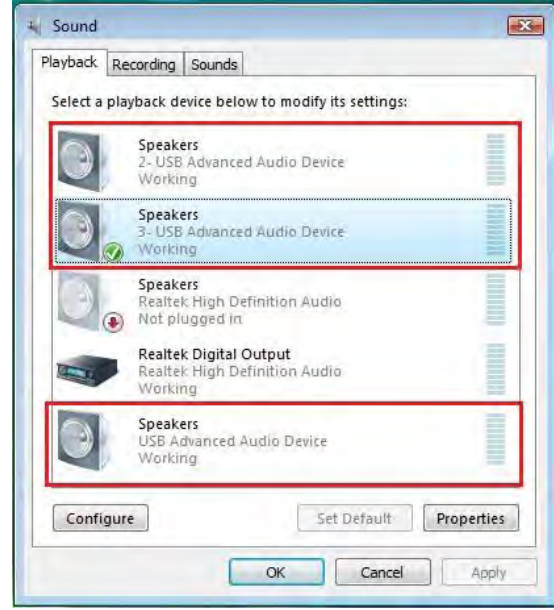 Sound
Playback Recording Sounds
Select a playback device below to modify its settings:
Speakers
2- USB Advanced Audio Device
Working
Speakers
3- USB Advanced Audio Device
Working
Speakers
Realtek High Definition Audio
Not plugged in
Realtek Digital Output
Realtek High Definition Audio
Working
Speakers
USB Advanced Audio Device
Working
Configure Set Default Properties
OK Cancel Apply